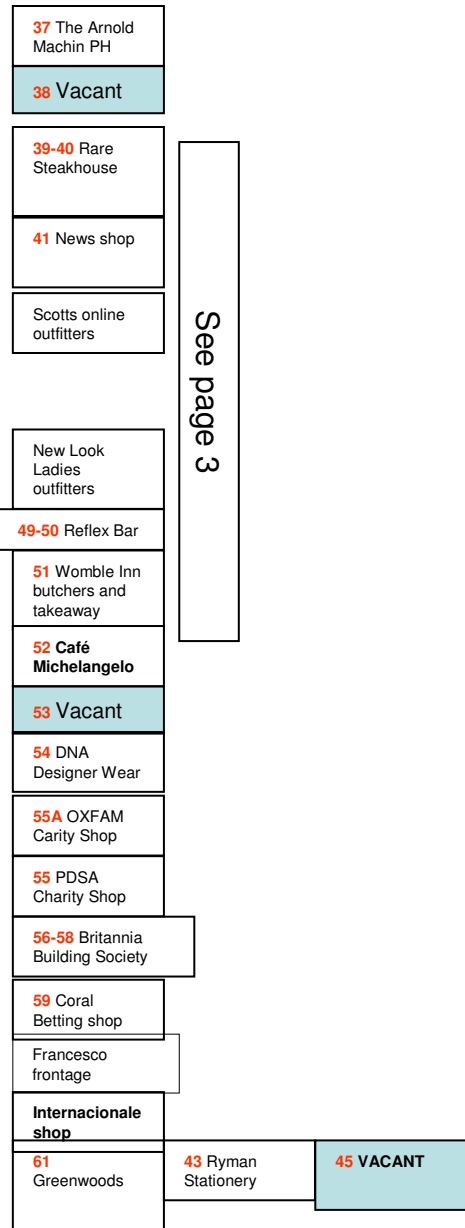 37 The Arnold
Machin PH
38 Vacant
39-40 Rare
Steakhouse
41 News shop
Scotts online
outfitters
See page 3
New Look
Ladies
outfitters
49-50 Reflex Bar
51 Womble Inn
butchers and
takeaway
52 Café
Michelangelo
53 Vacant
54 DNA
Designer Wear
55A OXFAM
Carity Shop
55 PDSA
Charity Shop
56-58 Britannia
Building Society
59 Coral
Betting shop
Francesco
frontage
Internacionale
shop
61
Greenwoods
43 Ryman
Stationery
45 VACANT